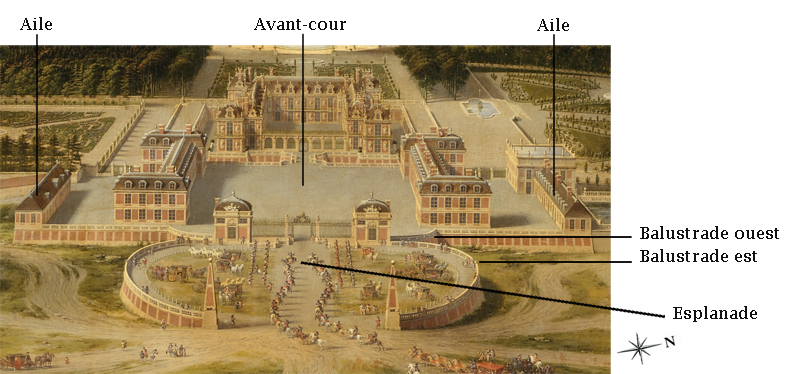 Aile
Avant-cour
Aile
Balustrade ouest
Balustrade est
Esplanade
N